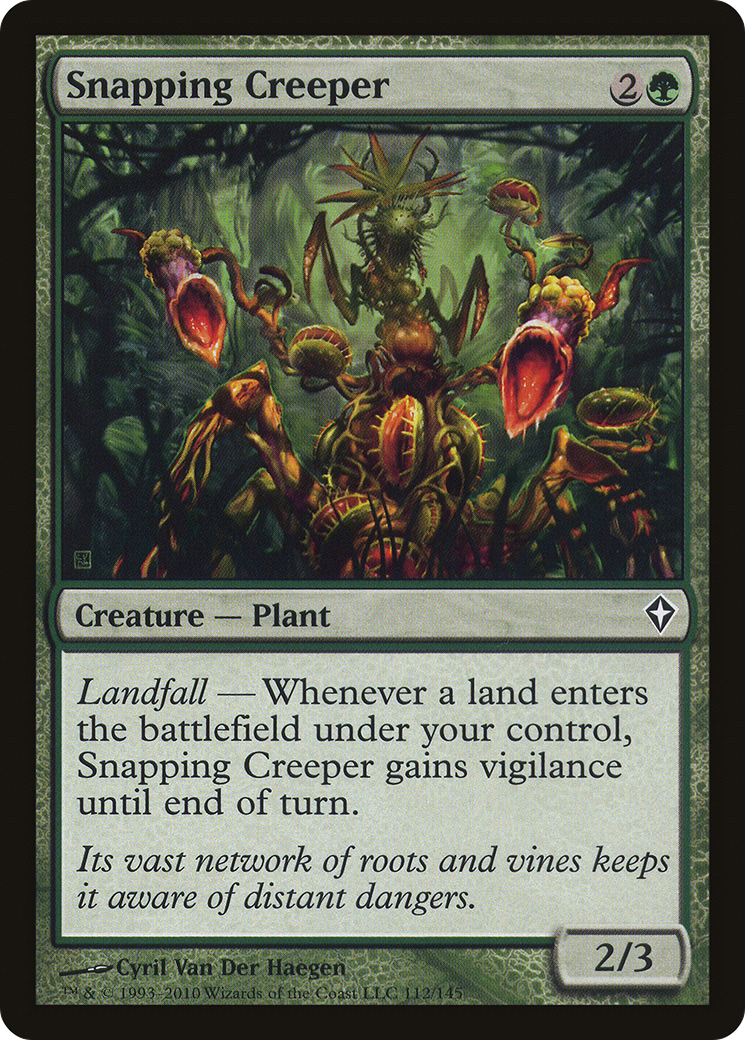 Snapping Creeper 2
Creature — Plant
Landfall — Whenever a land enters
the battlefield under your control,
Snapping Creeper gains vigilance
until end of turn.
Its vast network of roots and vines keeps
it aware of distant dangers.
2/3
Cyril Van Der Haegen
™ & © 1993–2010 Wizards of the Coast LLC 112/145